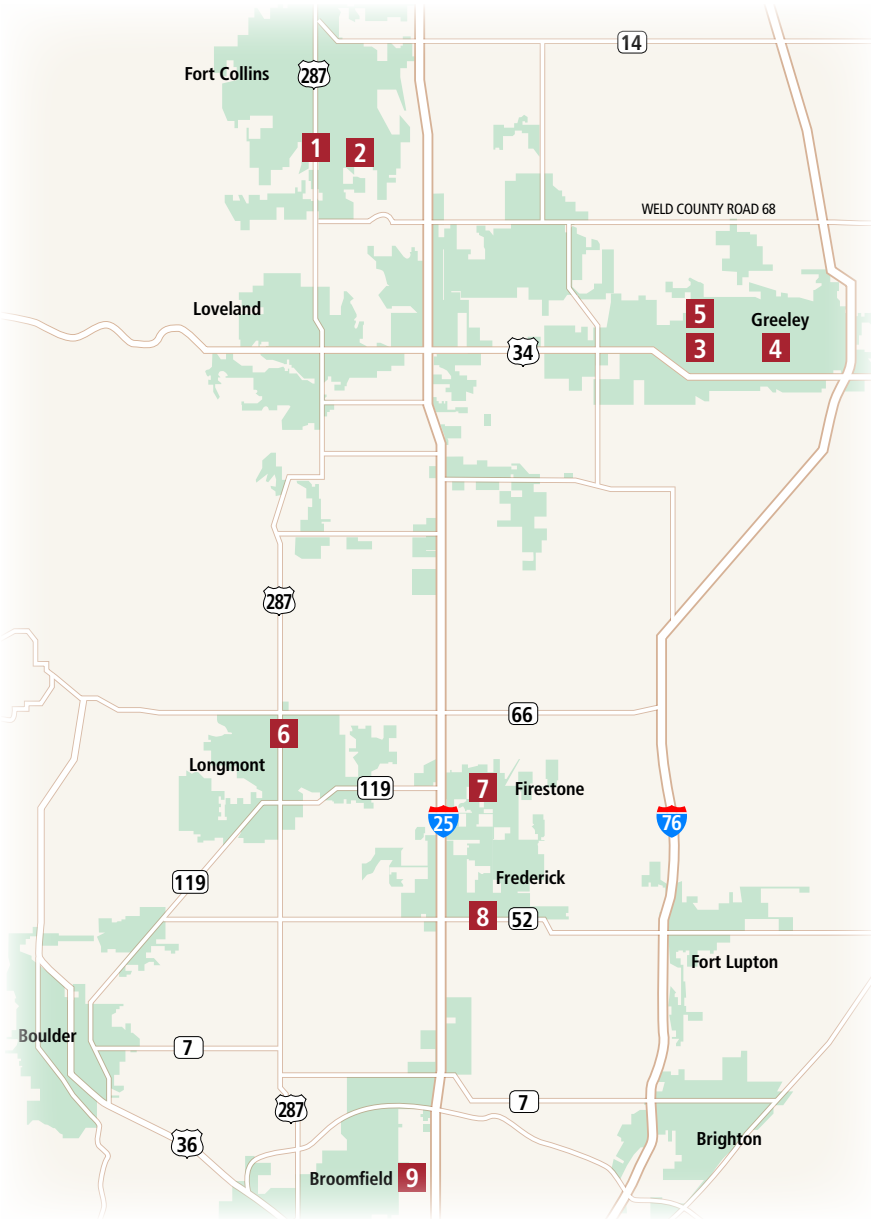 14
Fort Collins
287
1
2
WELD COUNTY ROAD 68
Loveland
5
Greeley
34
3
4
287
66
6
Longmont
119
7
Firestone
25
76
119
Frederick
8
52
Fort Lupton
Boulder
7
287
7
36
Brighton
Broomfield
9